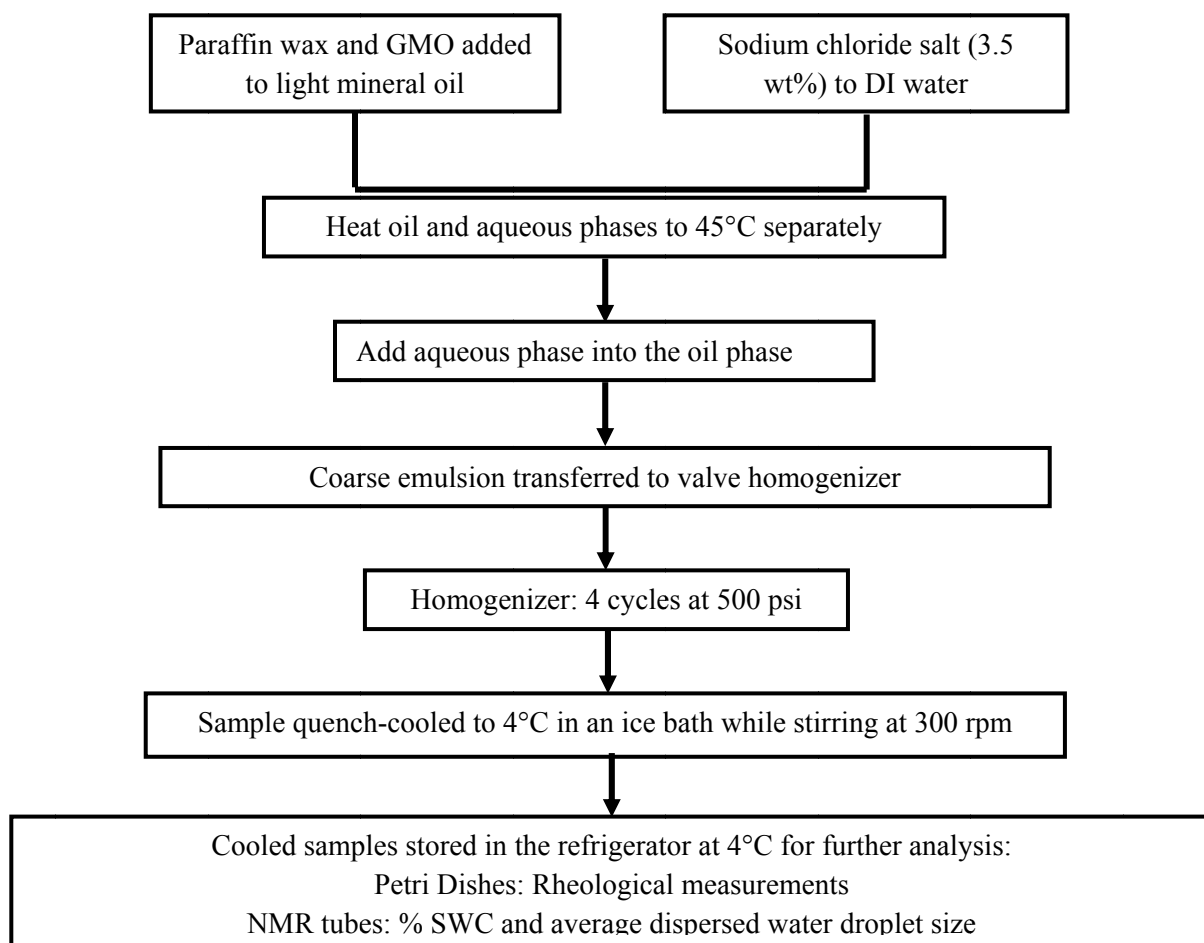 Paraffin wax and GMO added
to light mineral oil
Sodium chloride salt (3.5
wt%) to DI water
Heat oil and aqueous phases to 45°C separately
Add aqueous phase into the oil phase
Coarse emulsion transferred to valve homogenizer
Homogenizer: 4 cycles at 500 psi
Sample quench-cooled to 4°C in an ice bath while stirring at 300 rpm
Cooled samples stored in the refrigerator at 4°C for further analysis:
Petri Dishes: Rheological measurements
NMR tubes: % SWC and average dispersed water droplet size